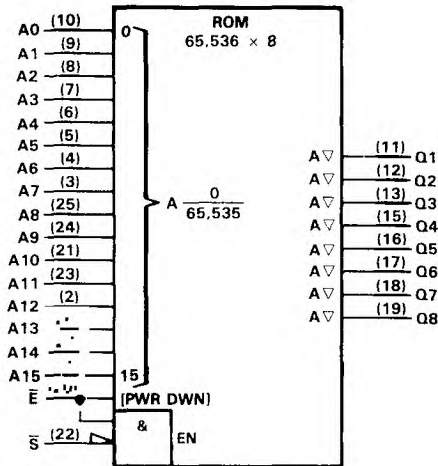 ROM
65,536 × 8
A0 (10) 0
A1 (9)
A2 (8)
A3 (7)
A4 (6)
A5 (5)
A6 (4)
A7 (3)
A8 (25)
A9 (24)
A10 (21)
A11 (23)
A12 (2)
A13
A14
A15 15
A 0
65,535
A▽ (11) Q1
A▽ (12) Q2
A▽ (13) Q3
A▽ (15) Q4
A▽ (16) Q5
A▽ (17) Q6
A▽ (18) Q7
A▽ (19) Q8
E̅ [PWR DWN]
&
EN
S̅ (22)